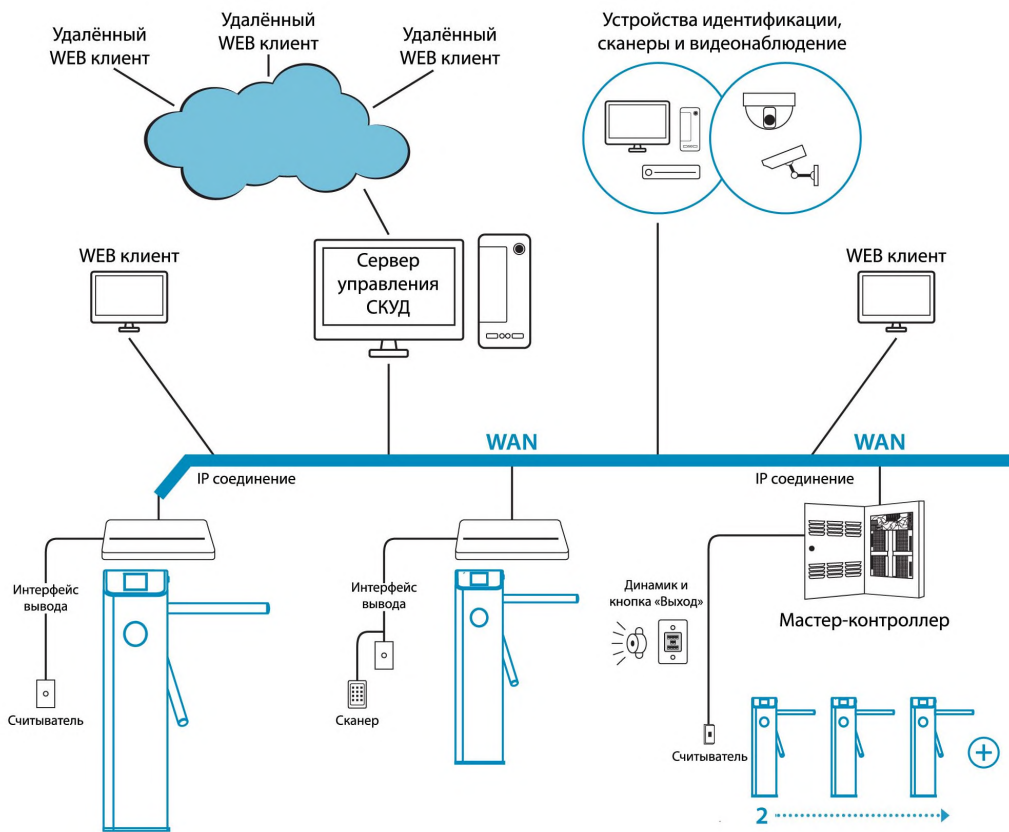 Удалённый
WEB клиент
Удалённый
WEB клиент
Удалённый
WEB клиент
Устройства идентификации,
сканеры и видеонаблюдение
WEB клиент
Сервер
управления
СКУД
WEB клиент
WAN
WAN
IP соединение
IP соединение
Интерфейс
вывода
Считыватель
Интерфейс
вывода
Сканер
Динамик и
кнопка «Выход»
Мастер-контроллер
Считыватель
2